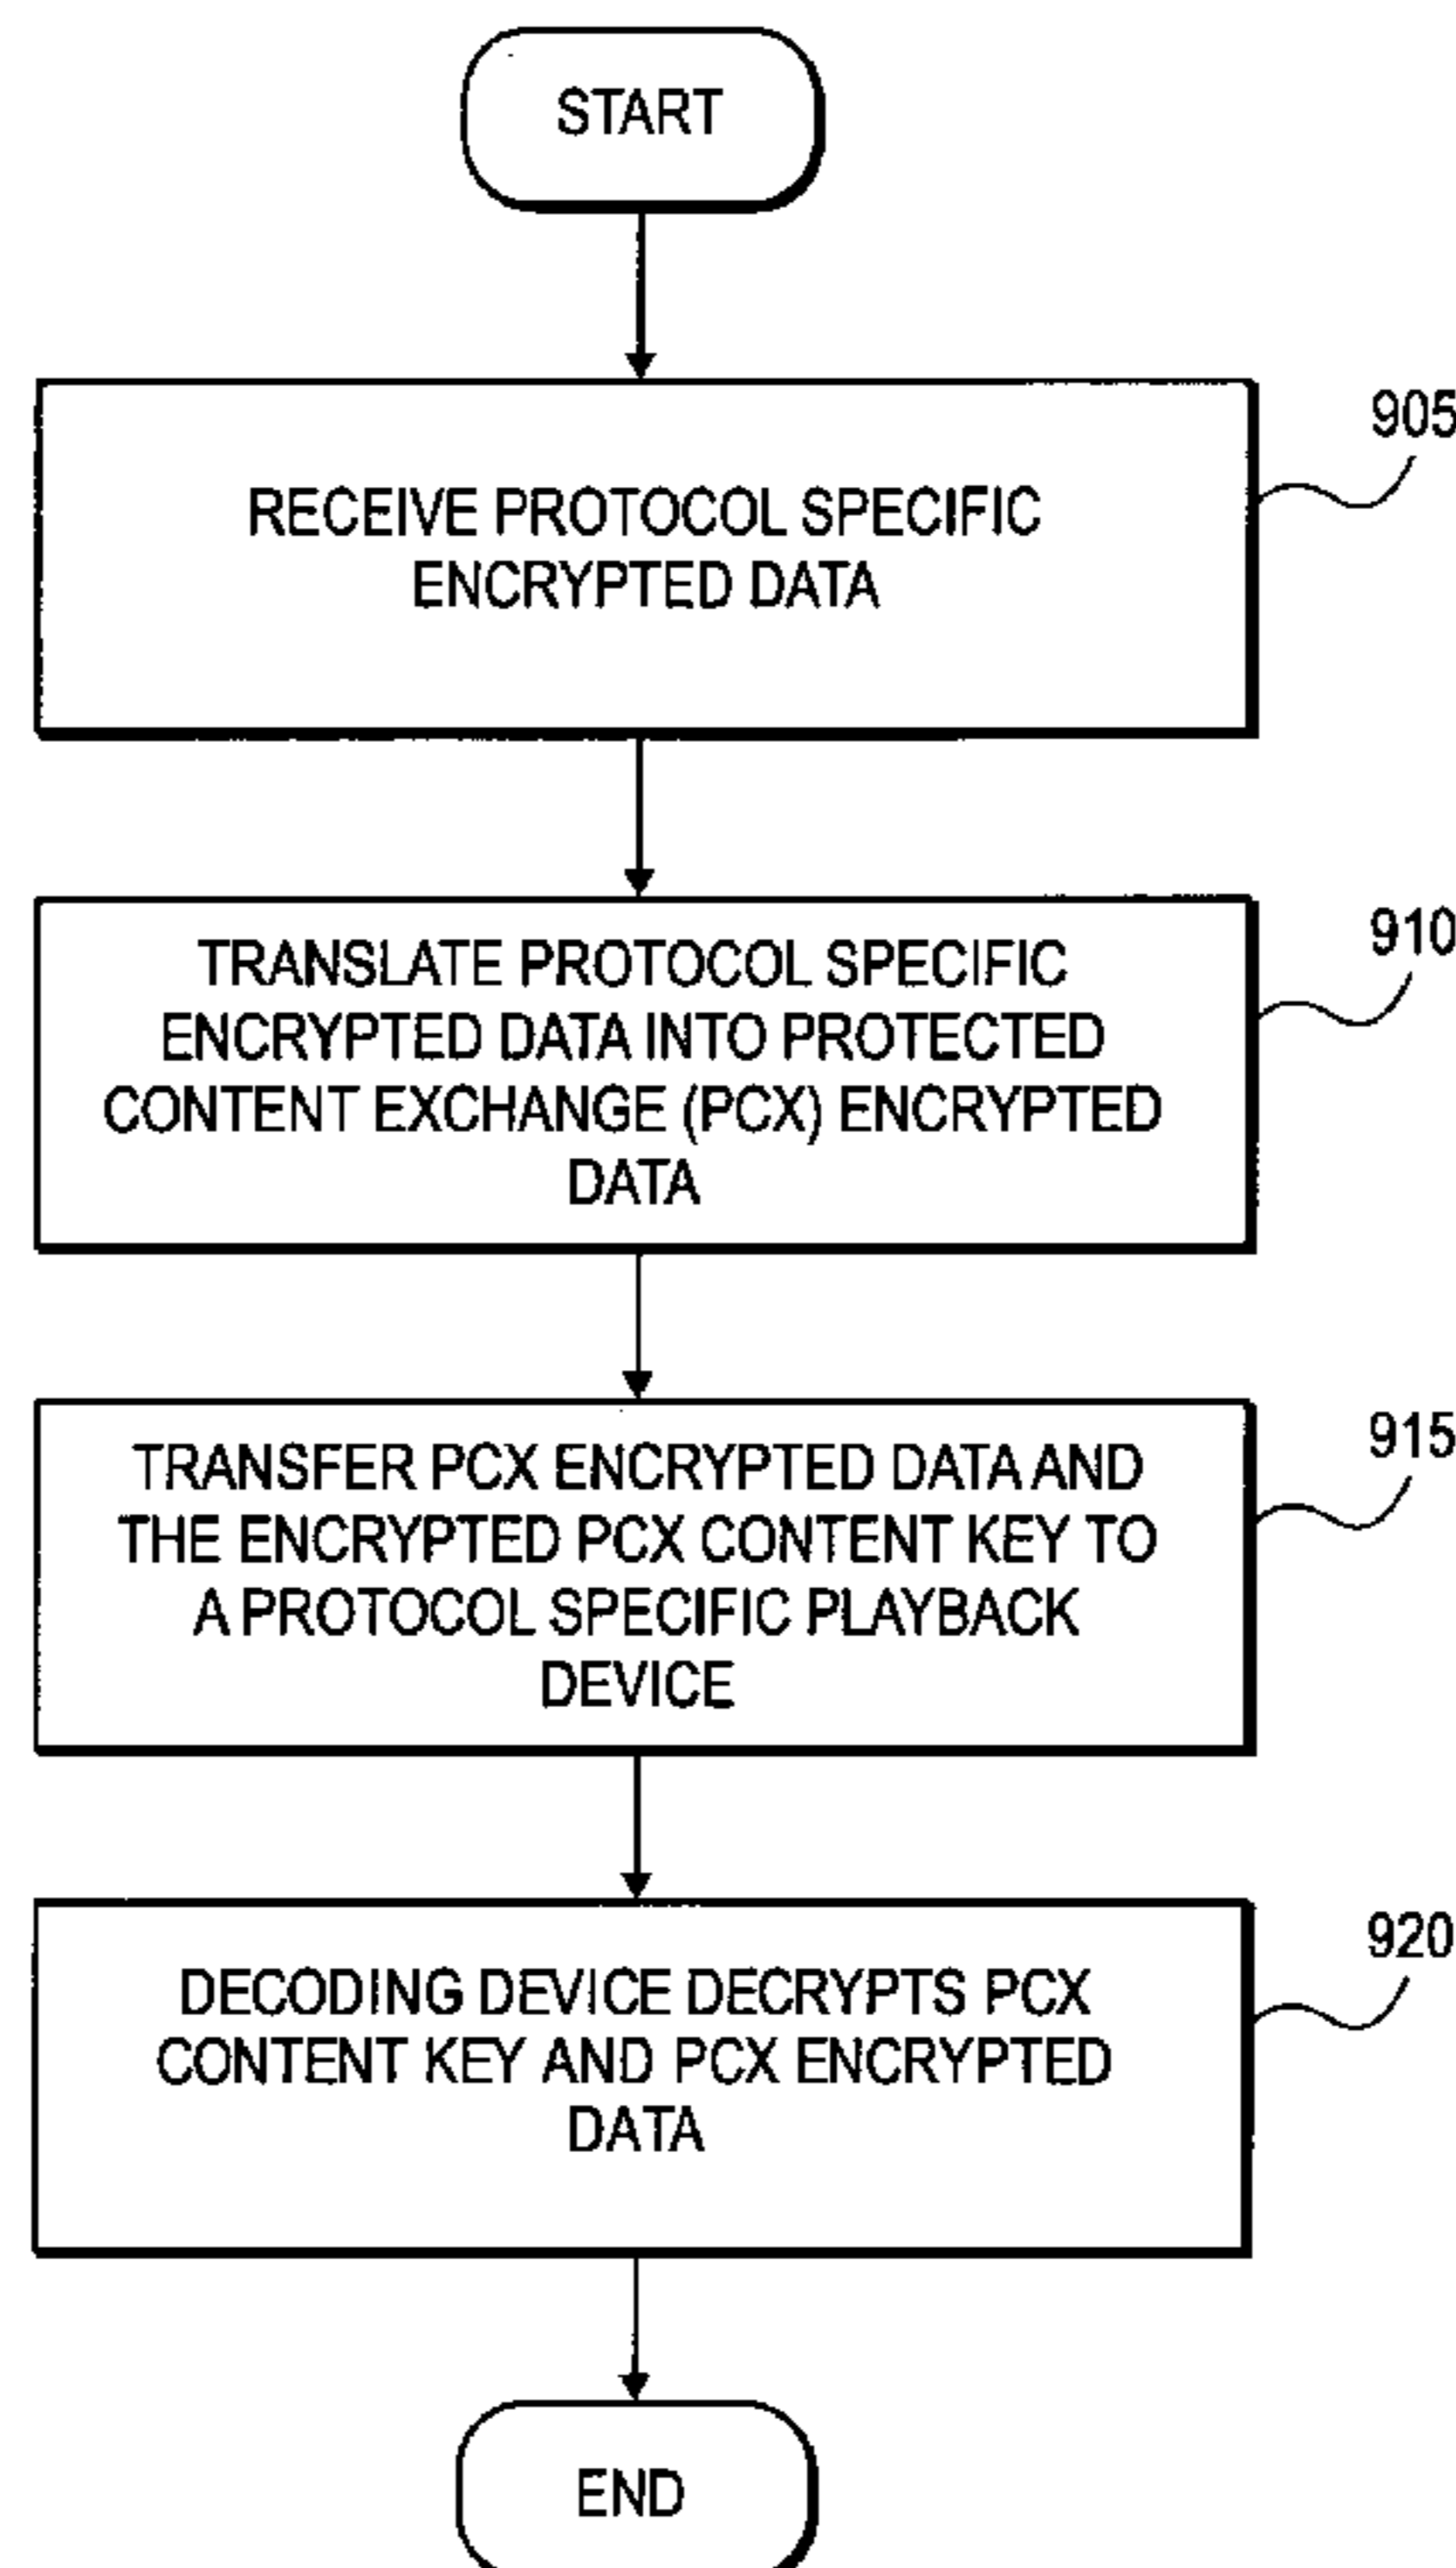 START
905
RECEIVE PROTOCOL SPECIFIC
ENCRYPTED DATA
910
TRANSLATE PROTOCOL SPECIFIC
ENCRYPTED DATA INTO PROTECTED
CONTENT EXCHANGE (PCX) ENCRYPTED
DATA
915
TRANSFER PCX ENCRYPTED DATA AND
THE ENCRYPTED PCX CONTENT KEY TO
A PROTOCOL SPECIFIC PLAYBACK
DEVICE
920
DECODING DEVICE DECRYPTS PCX
CONTENT KEY AND PCX ENCRYPTED
DATA
END